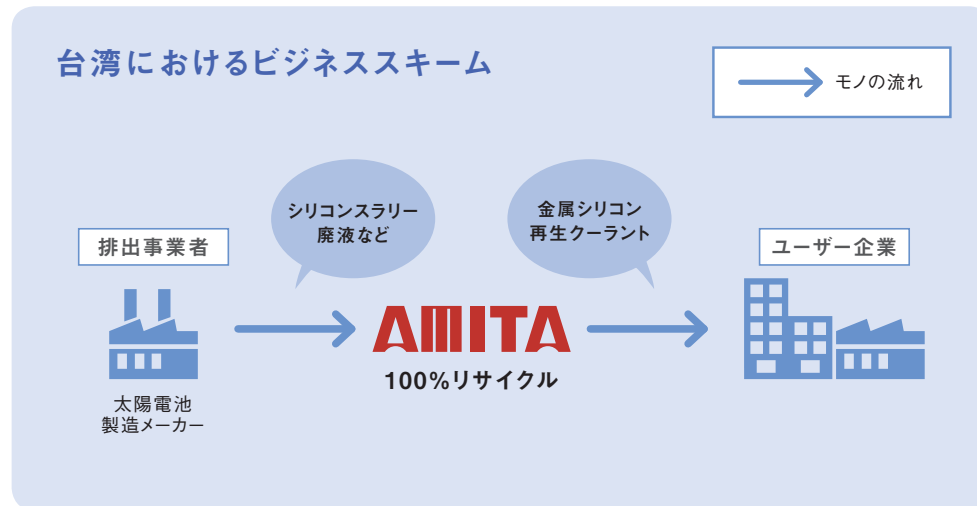 台湾におけるビジネススキーム
モノの流れ
シリコンスラリー
廃液など
金属シリコン
再生クーラント
排出事業者
ユーザー企業
AMITA
100%リサイクル
太陽電池
製造メーカー